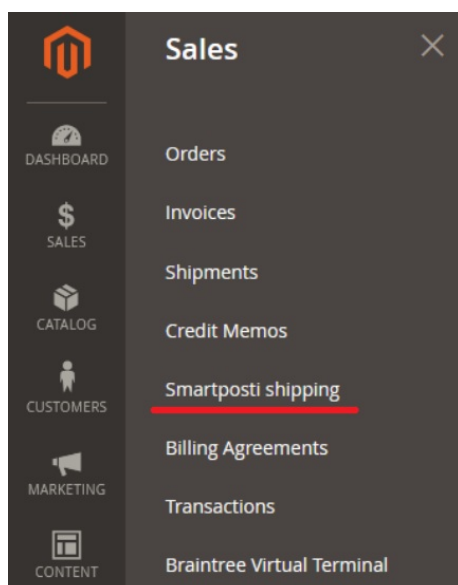 Sales
DASHBOARD
SALES
CATALOG
CUSTOMERS
MARKETING
CONTENT
Orders
Invoices
Shipments
Credit Memos
Smartposti shipping
Billing Agreements
Transactions
Braintree Virtual Terminal